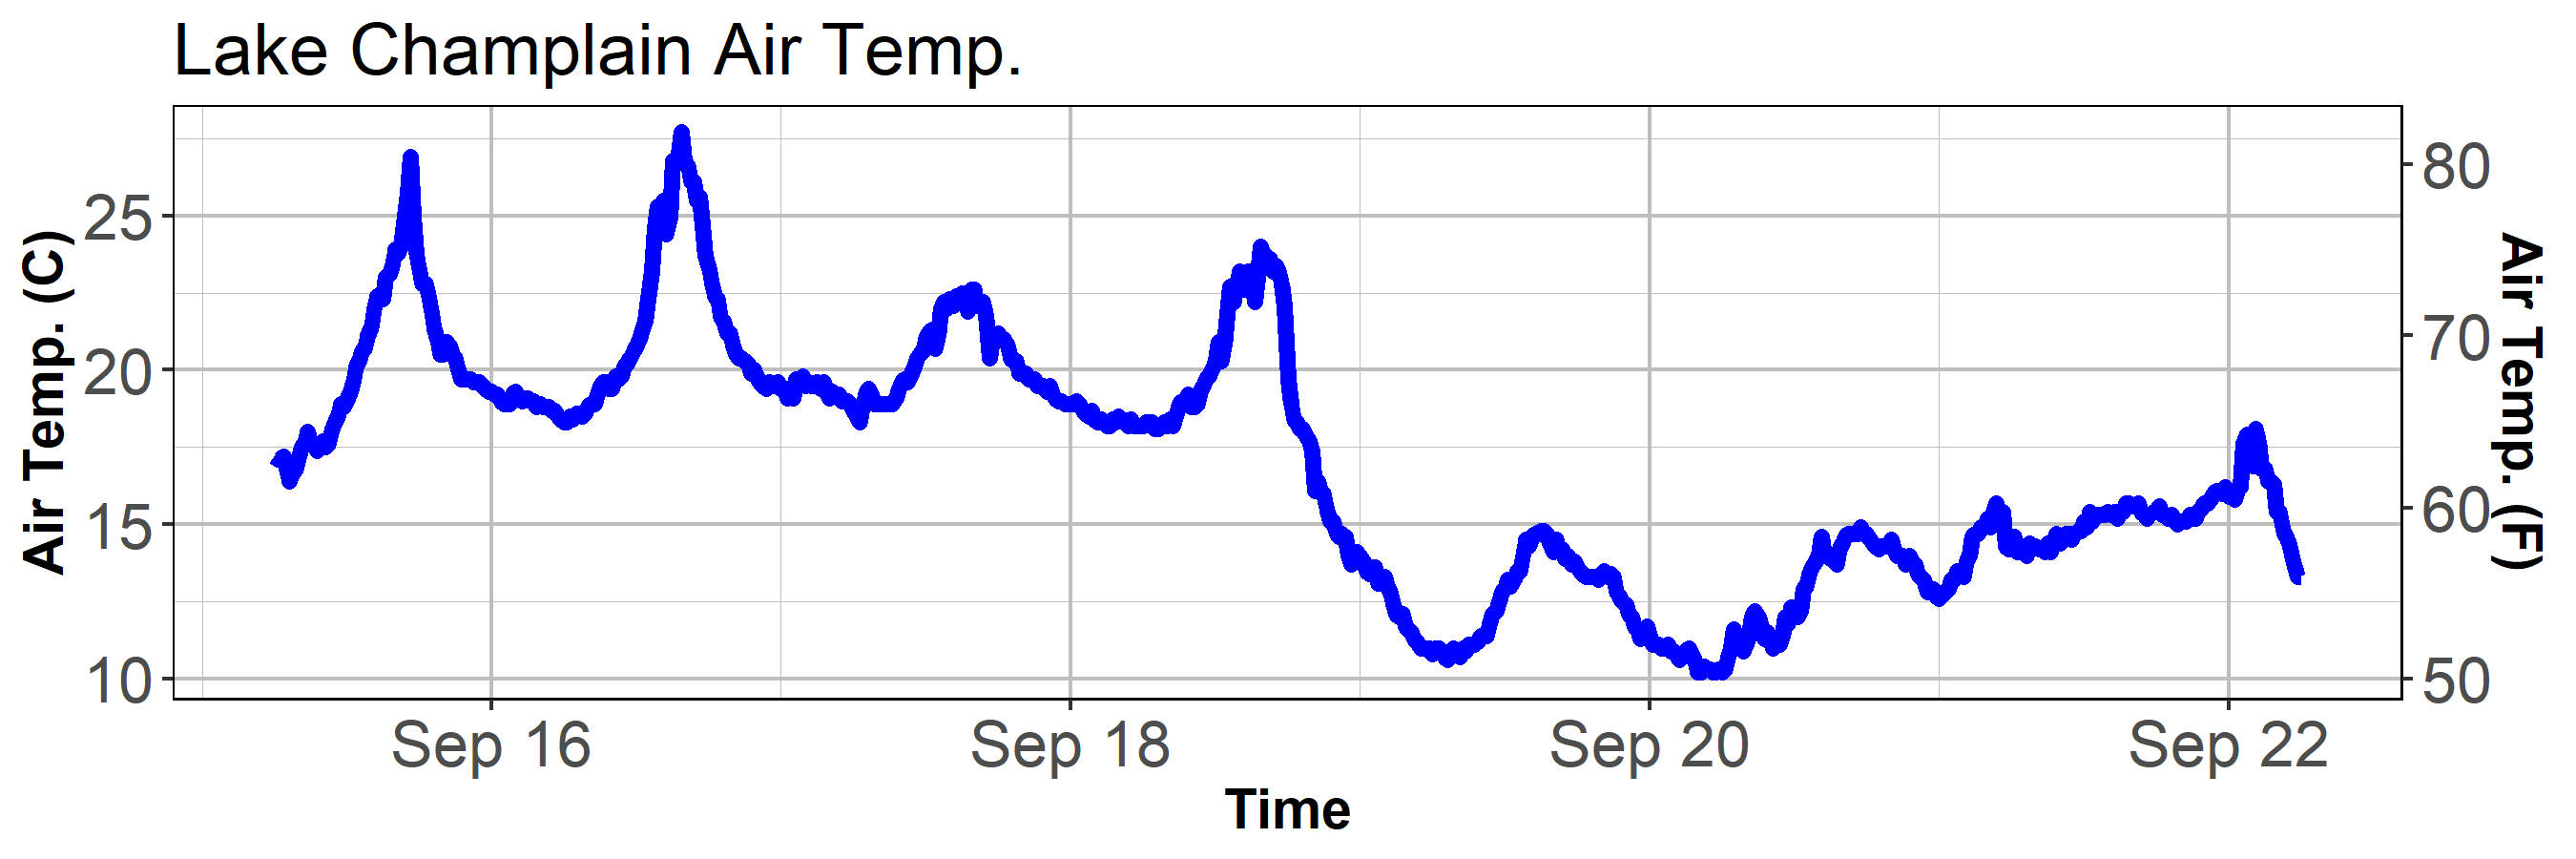 Lake Champlain Air Temp.
Air Temp. (C)
25
20
15
10
80
70
60
50
Air Temp. (F)
Sep 16 Sep 18 Sep 20 Sep 22
Time